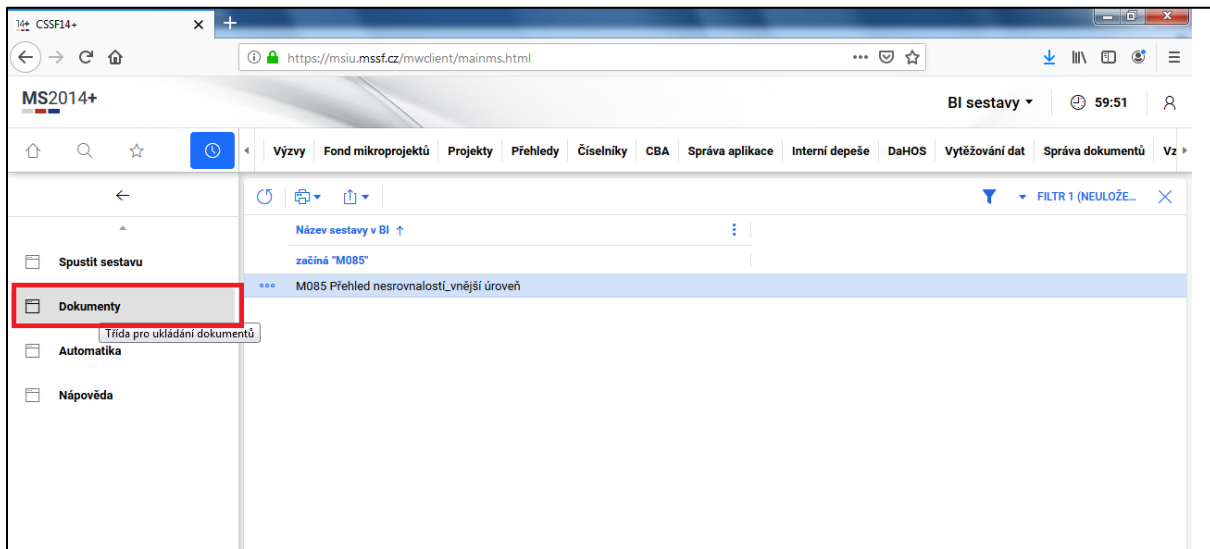 14+ CSSF14+
https://msiu.mssf.cz/mwclient/mainms.html
MS2014+
BI sestavy
59:51
Výzvy Fond mikroprojektů Projekty Přehledy Číselníky CBA Správa aplikace Interní depeše DaHOS Vytěžování dat Správa dokumentů Vz
FILTR 1 (NEULOŽE...
Název sestavy v BI
Spustit sestavu
začíná "M085"
M085 Přehled nesrovnalostí_vnější úroveň
Dokumenty
Třída pro ukládání dokumentů
Automatika
Nápověda